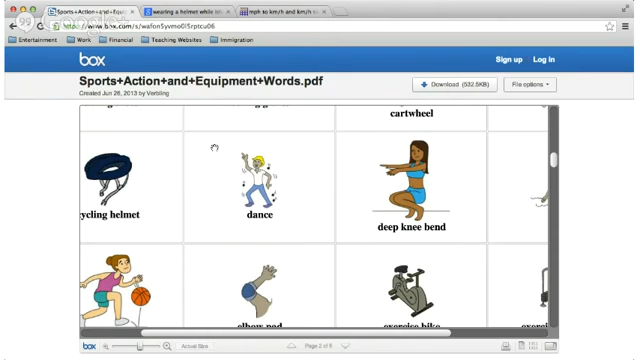 Sports+Action+and+Equip
wearing a helmet while ri
mph to km/h and km/h to
https://www.box.com/s/wafon5yvmo0l5rptcu06
Entertainment
Work
Financial
Teaching Websites
Immigration
box
Sign up
Log in
Sports+Action+and+Equipment+Words.pdf
Created Jun 26, 2013 by Verbling
Download (532.5KB)
File options
cartwheel
ycling helmet
dance
deep knee bend
elbow pad
exercise bike
box
Actual Size
Page 2 of 8